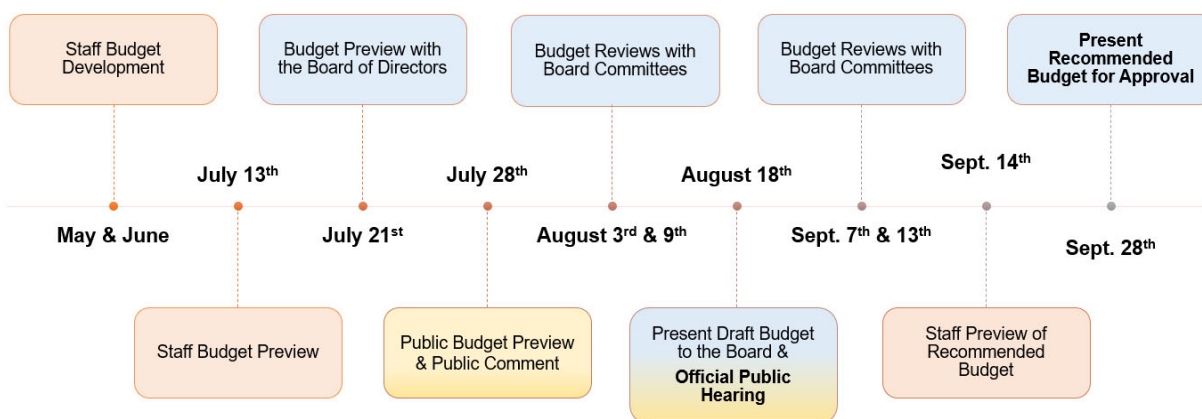 Staff Budget
Development
Budget Preview with
the Board of Directors
Budget Reviews with
Board Committees
Budget Reviews with
Board Committees
Present
Recommended
Budget for Approval
July 13th
July 28th
August 18th
Sept. 14th
May & June
July 21st
August 3rd & 9th
Sept. 7th & 13th
Sept. 28th
Staff Budget Preview
Public Budget Preview
& Public Comment
Present Draft Budget
to the Board &
Official Public
Hearing
Staff Preview of
Recommended
Budget